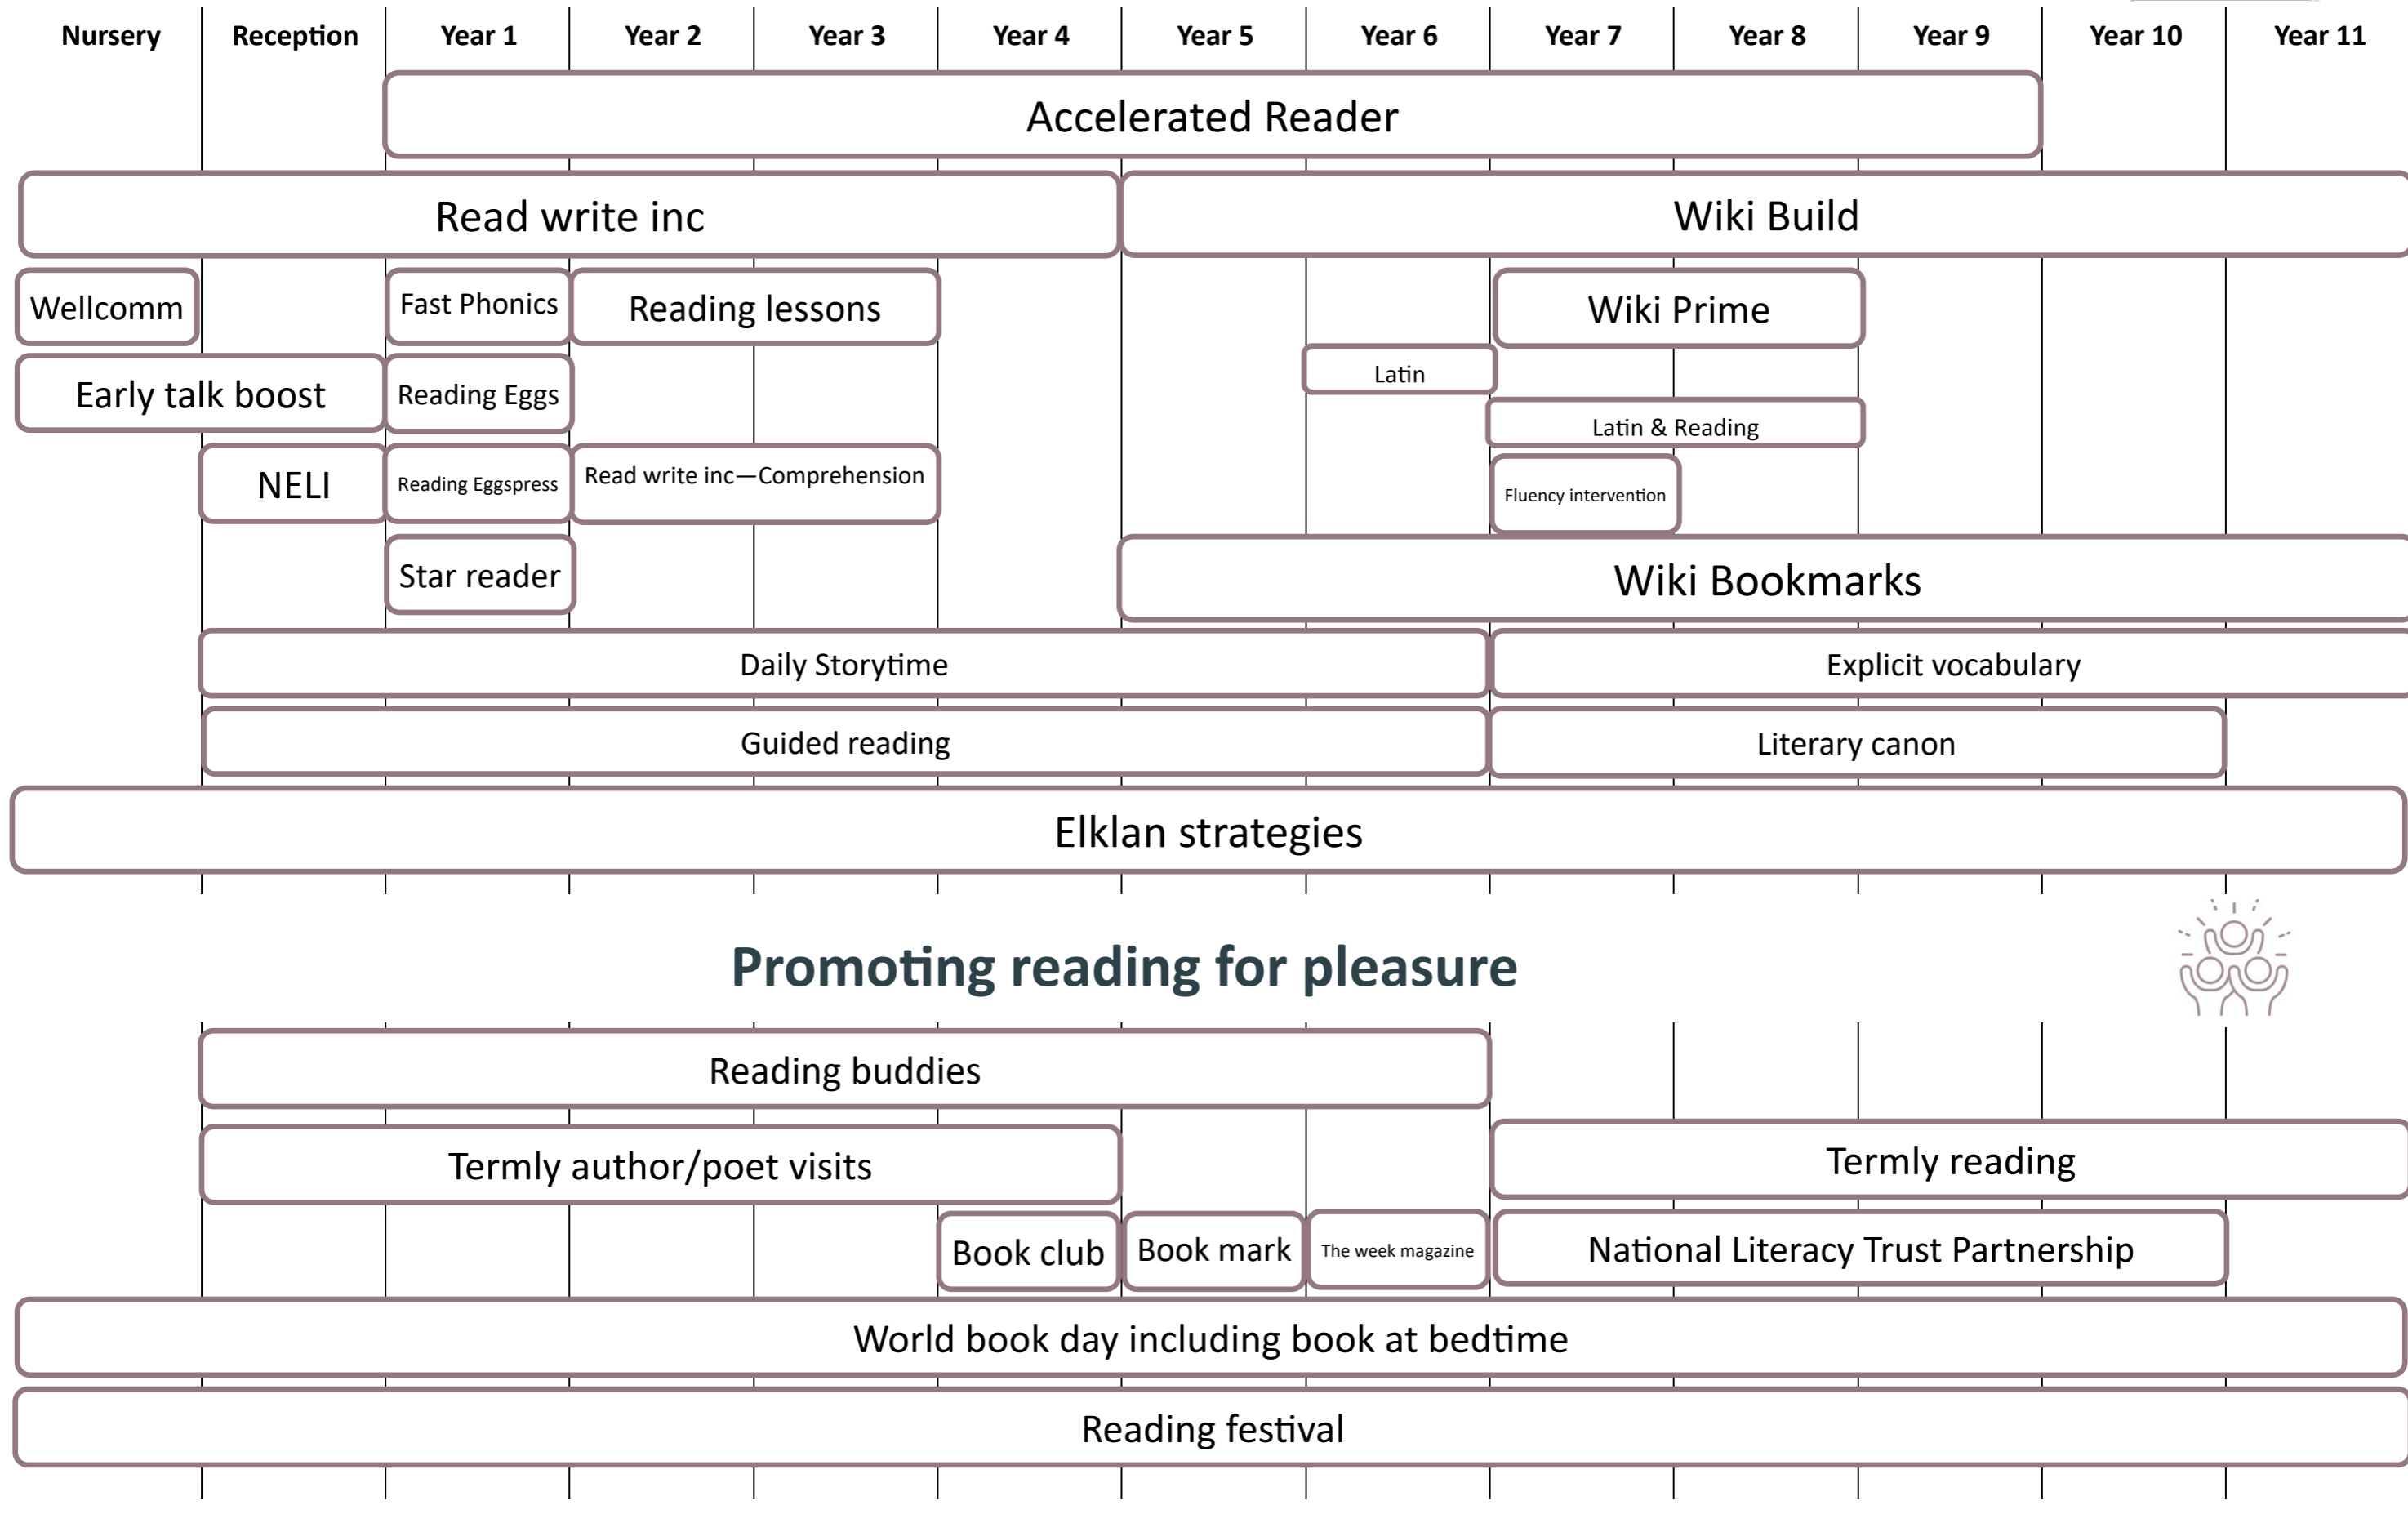 Nursery Reception Year 1 Year 2 Year 3 Year 4 Year 5 Year 6 Year 7 Year 8 Year 9 Year 10 Year 11
Accelerated Reader
Read write inc Wiki Build
Wellcomm Fast Phonics Reading lessons Wiki Prime
Latin
Early talk boost Reading Eggs
Latin & Reading
NELI Reading Eggspress Read write inc—Comprehension Fluency intervention
Star reader Wiki Bookmarks
Daily Storytime Explicit vocabulary
Guided reading Literary canon
Elklan strategies
Promoting reading for pleasure
Reading buddies
Termly author/poet visits Termly reading
Book club Book mark The week magazine National Literacy Trust Partnership
World book day including book at bedtime
Reading festival